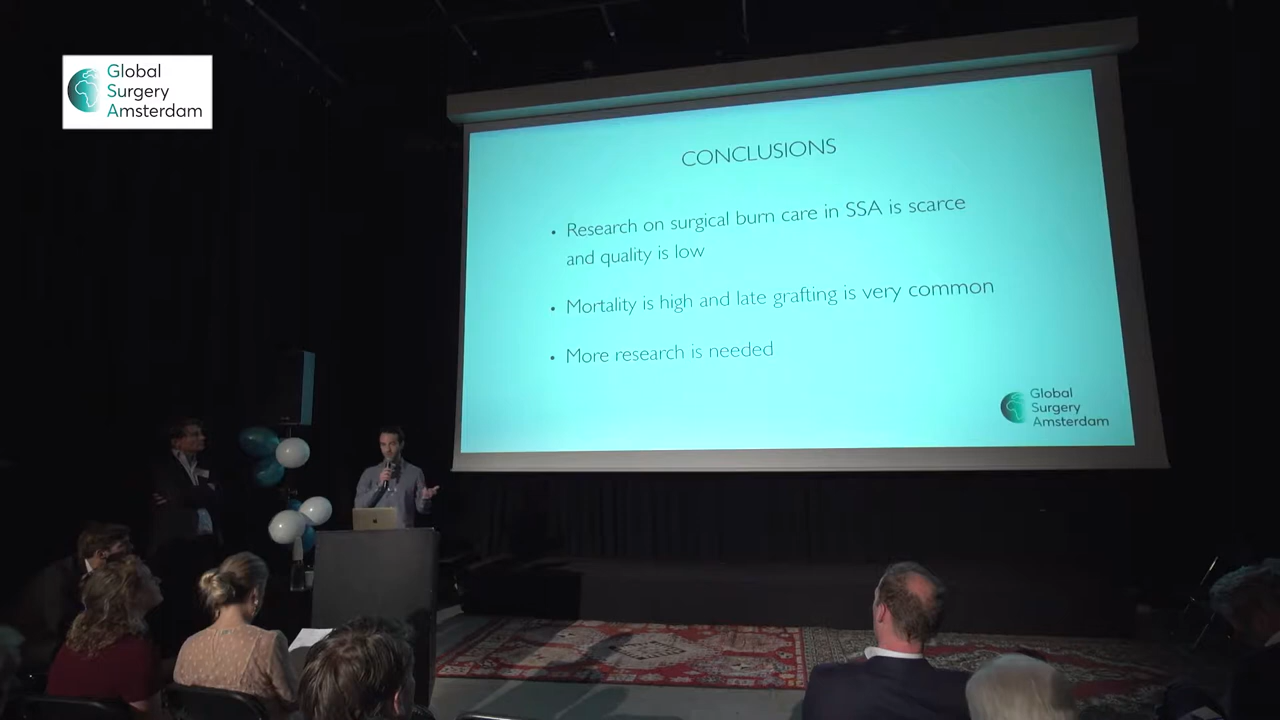 Global
Surgery
Amsterdam
CONCLUSIONS
• Research on surgical burn care in SSA is scarce
and quality is low
• Mortality is high and late grafting is very common
• More research is needed
Global
Surgery
Amsterdam